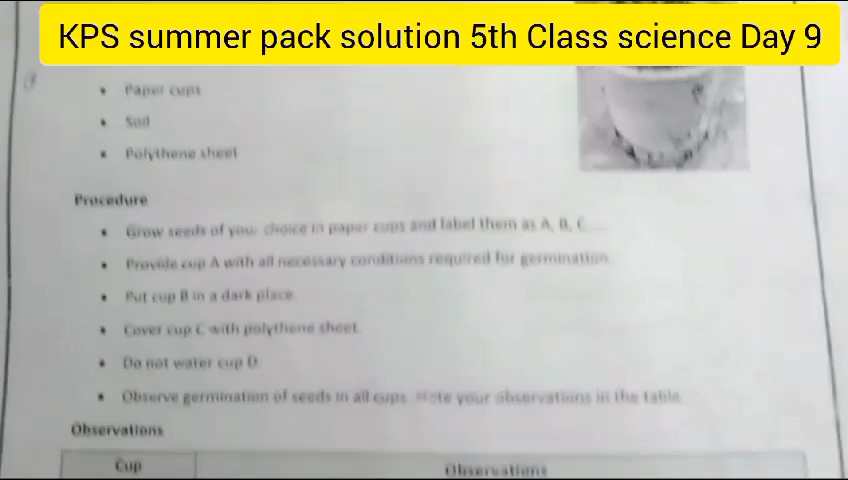 KPS summer pack solution 5th Class science Day 9
• Paper cups
• Soil
• Polythene sheet
Procedure
• Grow seeds of your choice in paper cups and label them as A, B, C
• Provide cup A with all necessary conditions required for germination
• Put cup B in a dark place.
• Cover cup C with polythene sheet.
• Do not water cup D.
• Observe germination of seeds in all cups. Write your observations in the table.
Observations
Cup
Observations